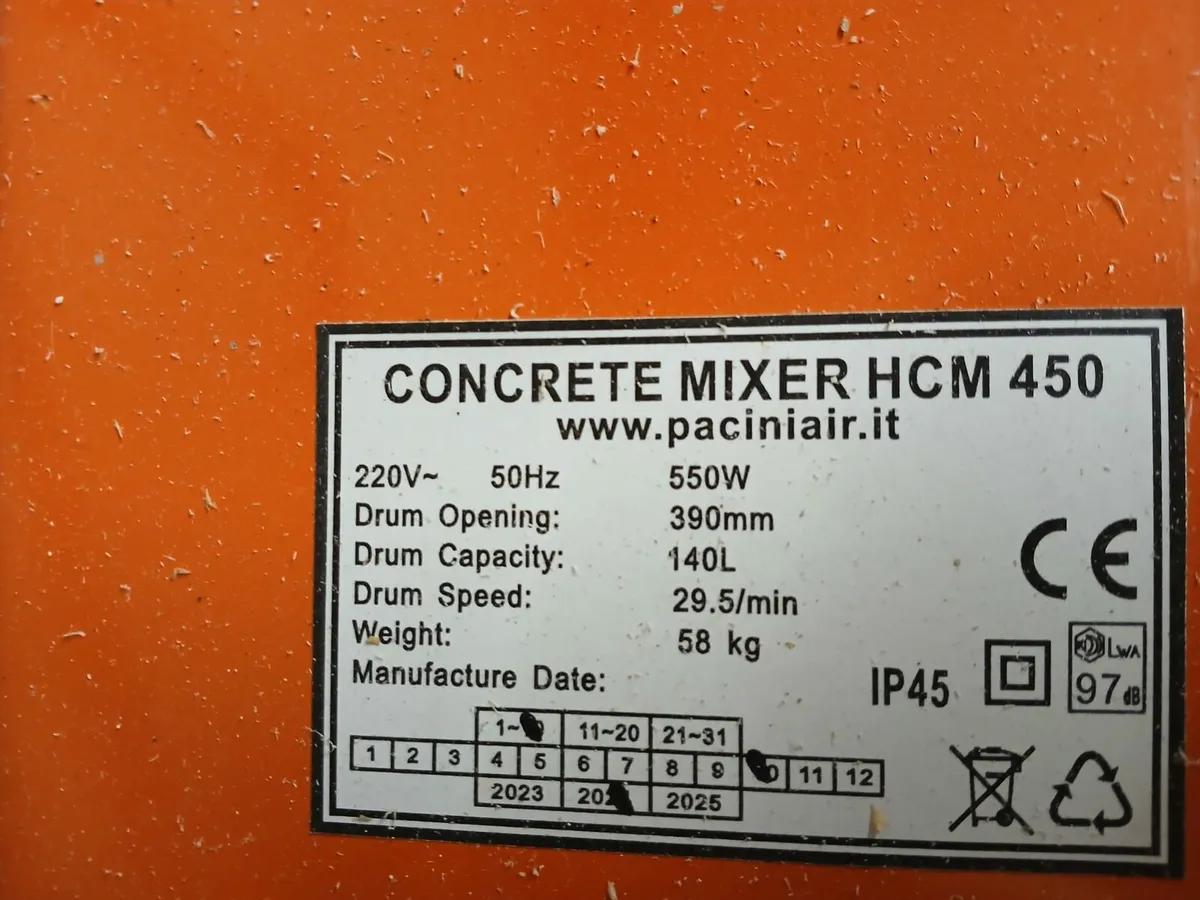 CONCRETE MIXER HCM 450
www.paciniair.it
220V~ 50Hz 550W
Drum Opening: 390mm
Drum Capacity: 140L
Drum Speed: 29.5/min
Weight: 58 kg
Manufacture Date:
CE
IP45
LWA
97dB
1~ 11~20 21~31
1 2 3 4 5 6 7 8 9 11 12
2023 2025